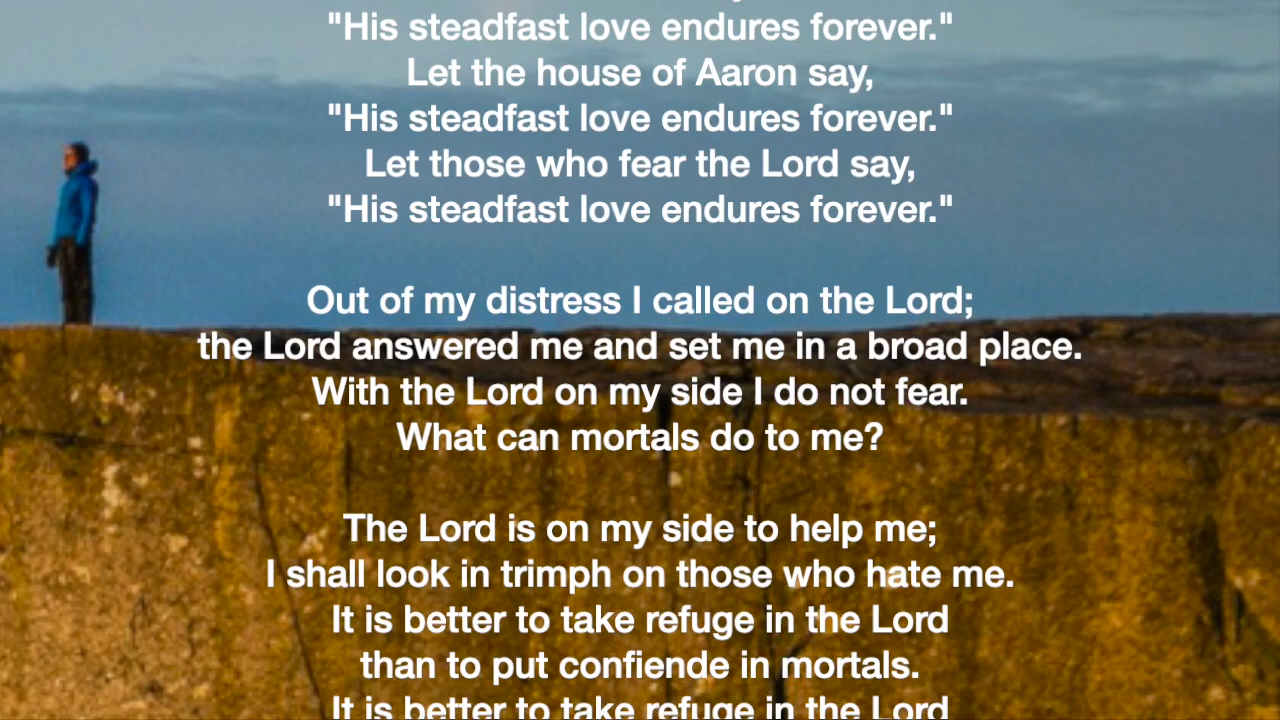 "His steadfast love endures forever."
Let the house of Aaron say,
"His steadfast love endures forever."
Let those who fear the Lord say,
"His steadfast love endures forever."
Out of my distress I called on the Lord;
the Lord answered me and set me in a broad place.
With the Lord on my side I do not fear.
What can mortals do to me?
The Lord is on my side to help me;
I shall look in trimph on those who hate me.
It is better to take refuge in the Lord
than to put confiende in mortals.
It is better to take refuge in the Lord